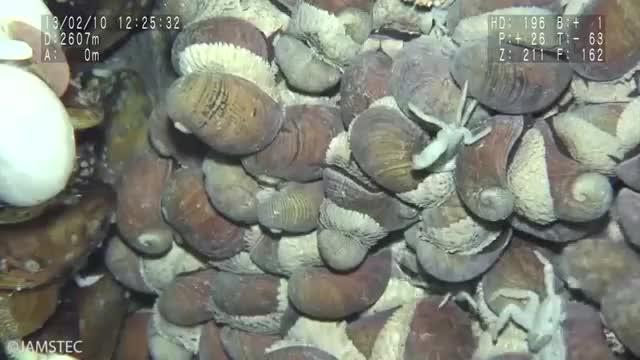 13/02/10 12:25:32
D:2607m
A: 0m
HD: 196 B:+ 1
P:+ 26 T:- 63
Z: 211 F: 162
©JAMSTEC